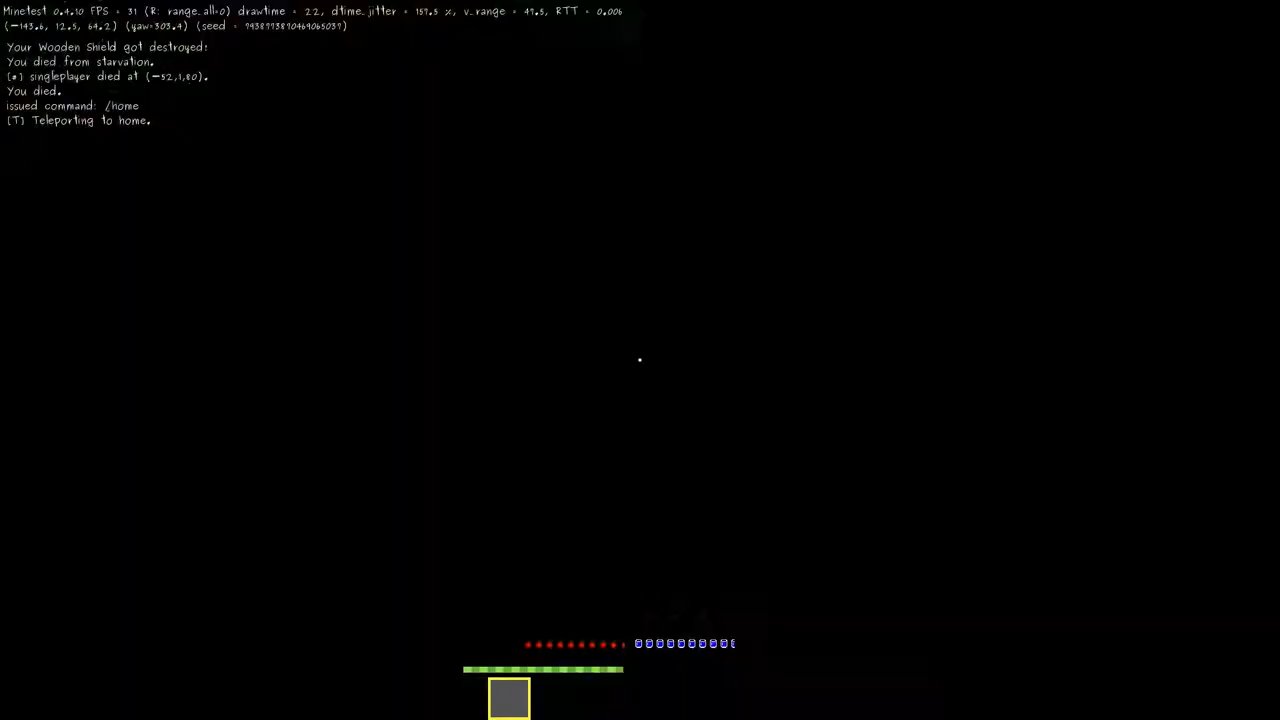 Minetest 0.4.10 FPS = 31 (R: range_all=0) drawtime = 22, dtime_jitter = 157.5 %, v_range = 47.5, RTT = 0.006
(-143.6, 12.5, 64.2) (yaw=303.4) (seed =
Your Wooden Shield got destroyed!
You died from starvation.
[*] singleplayer died at (-52,1,80).
You died.
issued command: /home
[T] Teleporting to home.